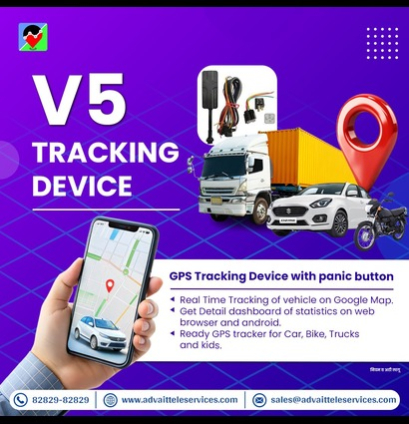 V5
TRACKING
DEVICE
GPS Tracking Device with panic button
Real Time Tracking of vehicle on Google Map.
Get Detail dashboard of statistics on web
browser and android.
Ready GPS tracker for Car, Bike, Trucks
and kids.
82829-82829
www.advaitteleservices.com
sales@advaitteleservices.com